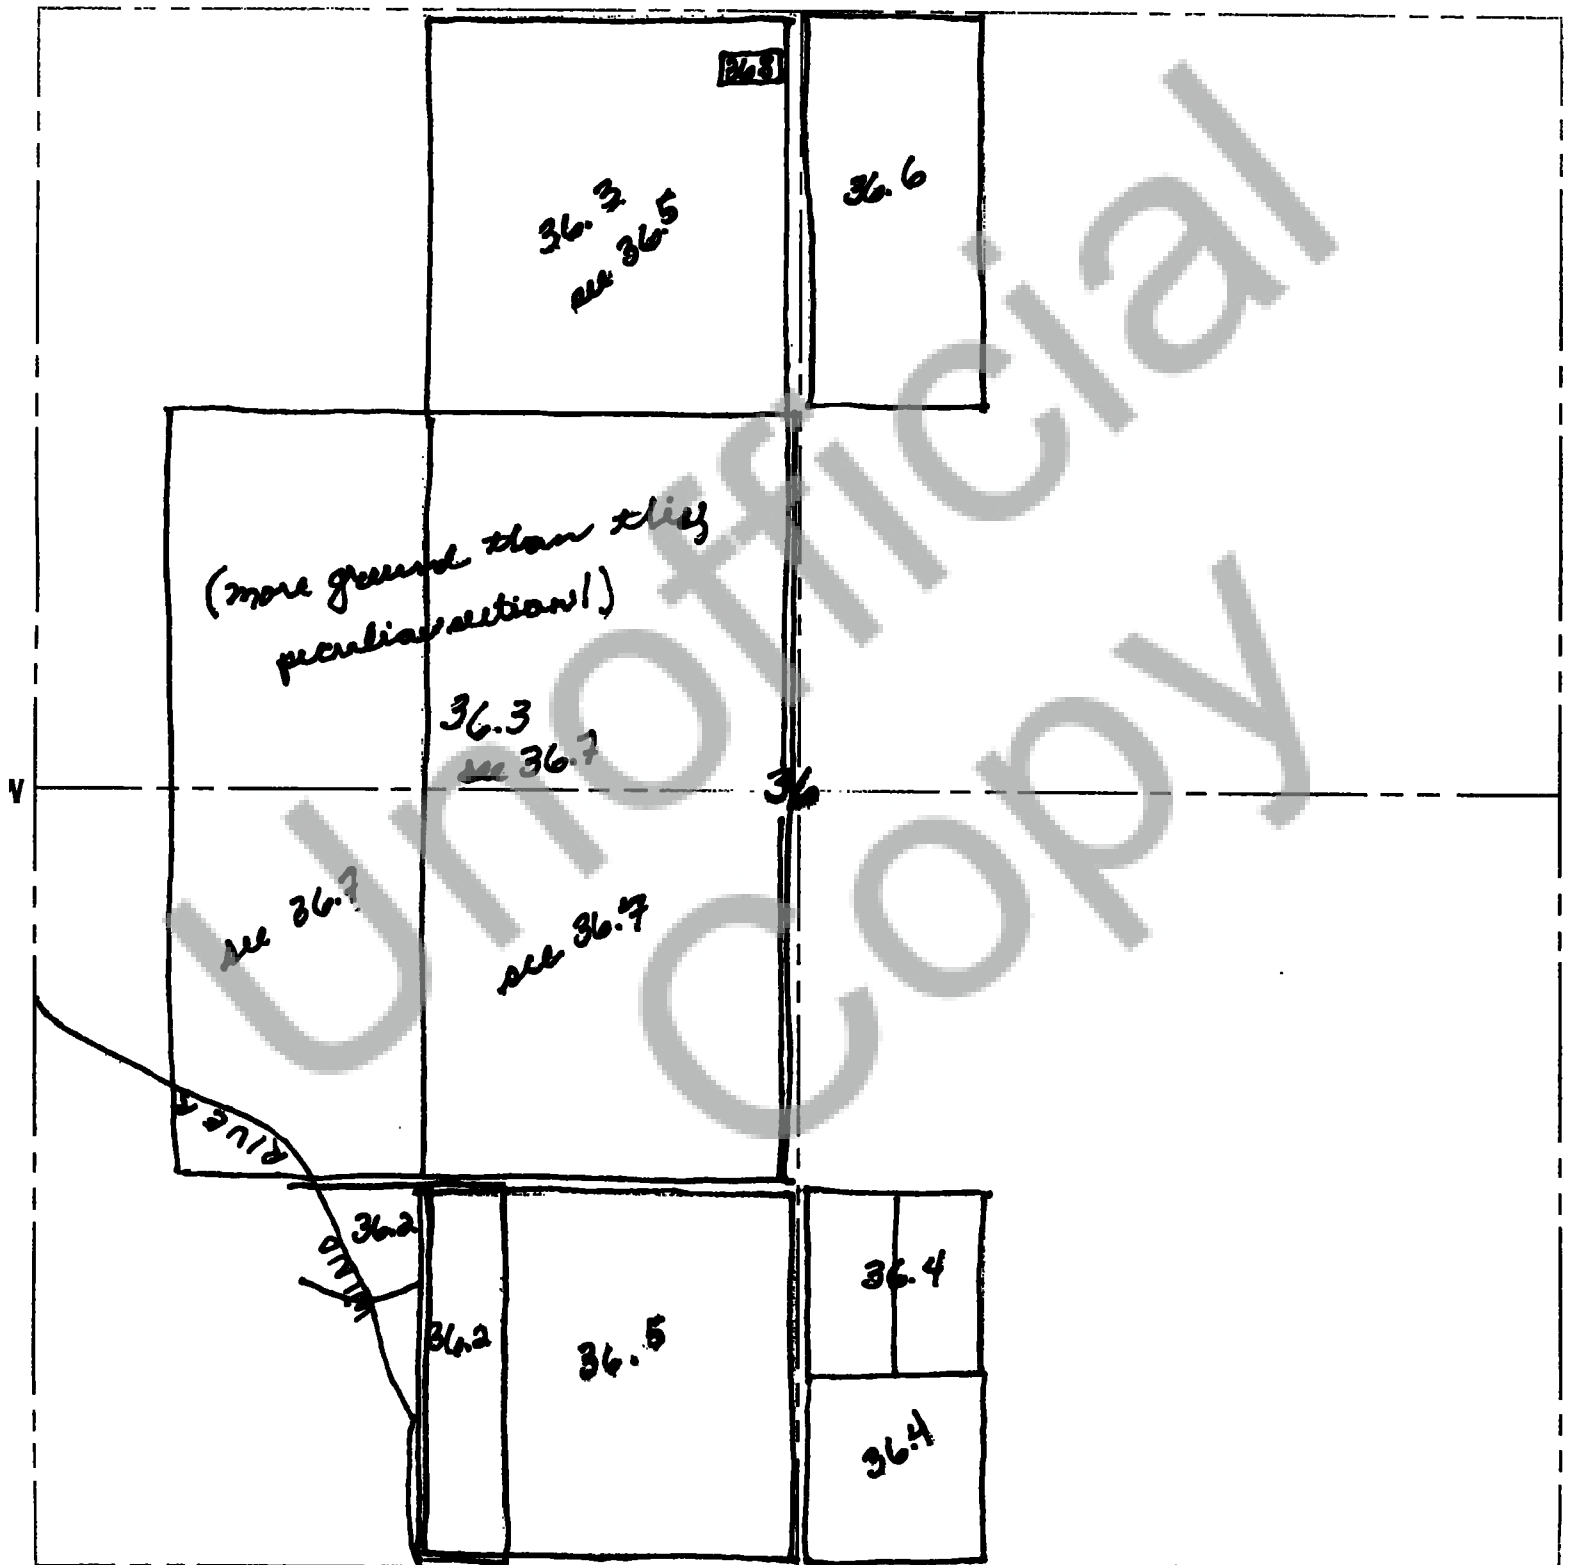 36.8
36.6
36.3
see 36.5
(more ground than this
peculiar section!)
36.3
see 36.7
W
36
see 36.7
see 36.7
RIVER
WIND
36.2
36.2
36.5
36.4
36.4
Unofficial
Copy